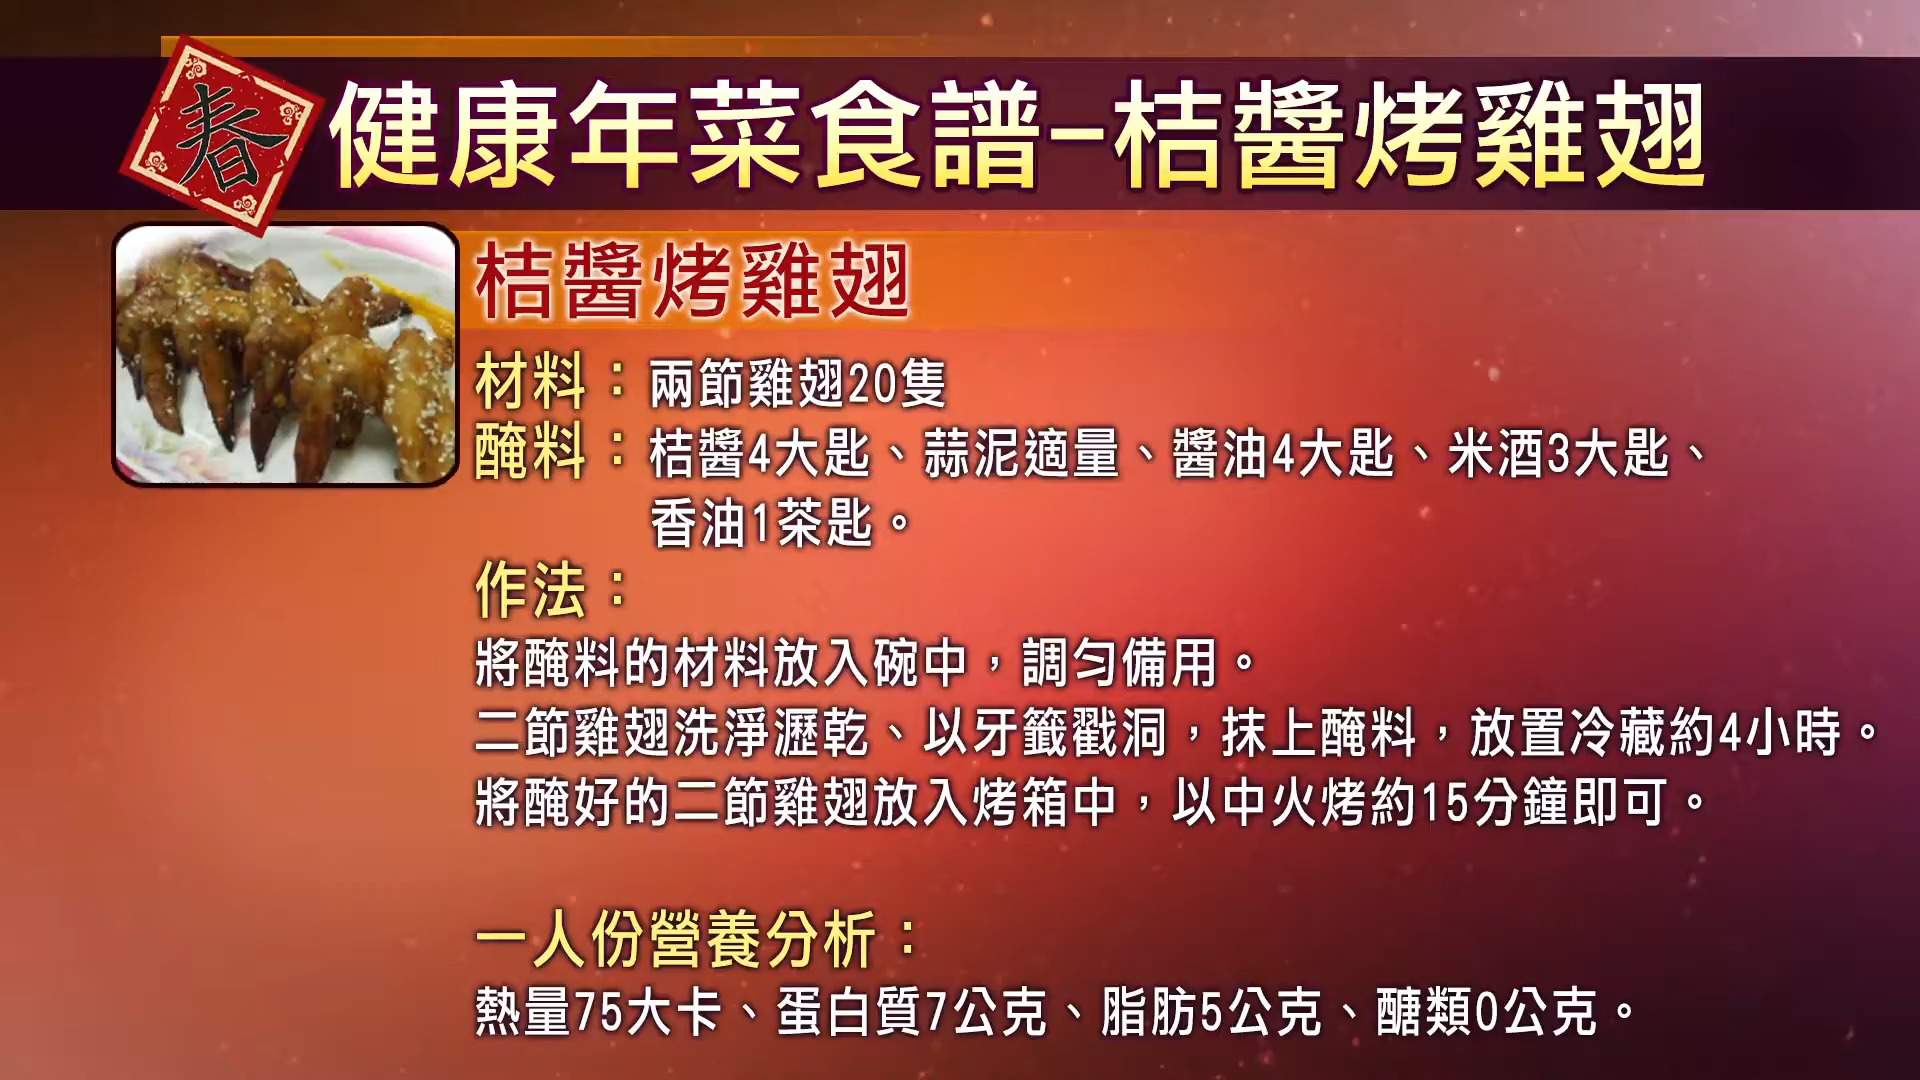 春
健康年菜食譜-桔醬烤雞翅
桔醬烤雞翅
材料：兩節雞翅20隻
醃料：桔醬4大匙、蒜泥適量、醬油4大匙、米酒3大匙、
香油1茶匙。
作法：
將醃料的材料放入碗中，調勻備用。
二節雞翅洗淨瀝乾、以牙籤戳洞，抹上醃料，放置冷藏約4小時。
將醃好的二節雞翅放入烤箱中，以中火烤約15分鐘即可。
一人份營養分析：
熱量75大卡、蛋白質7公克、脂肪5公克、醣類0公克。